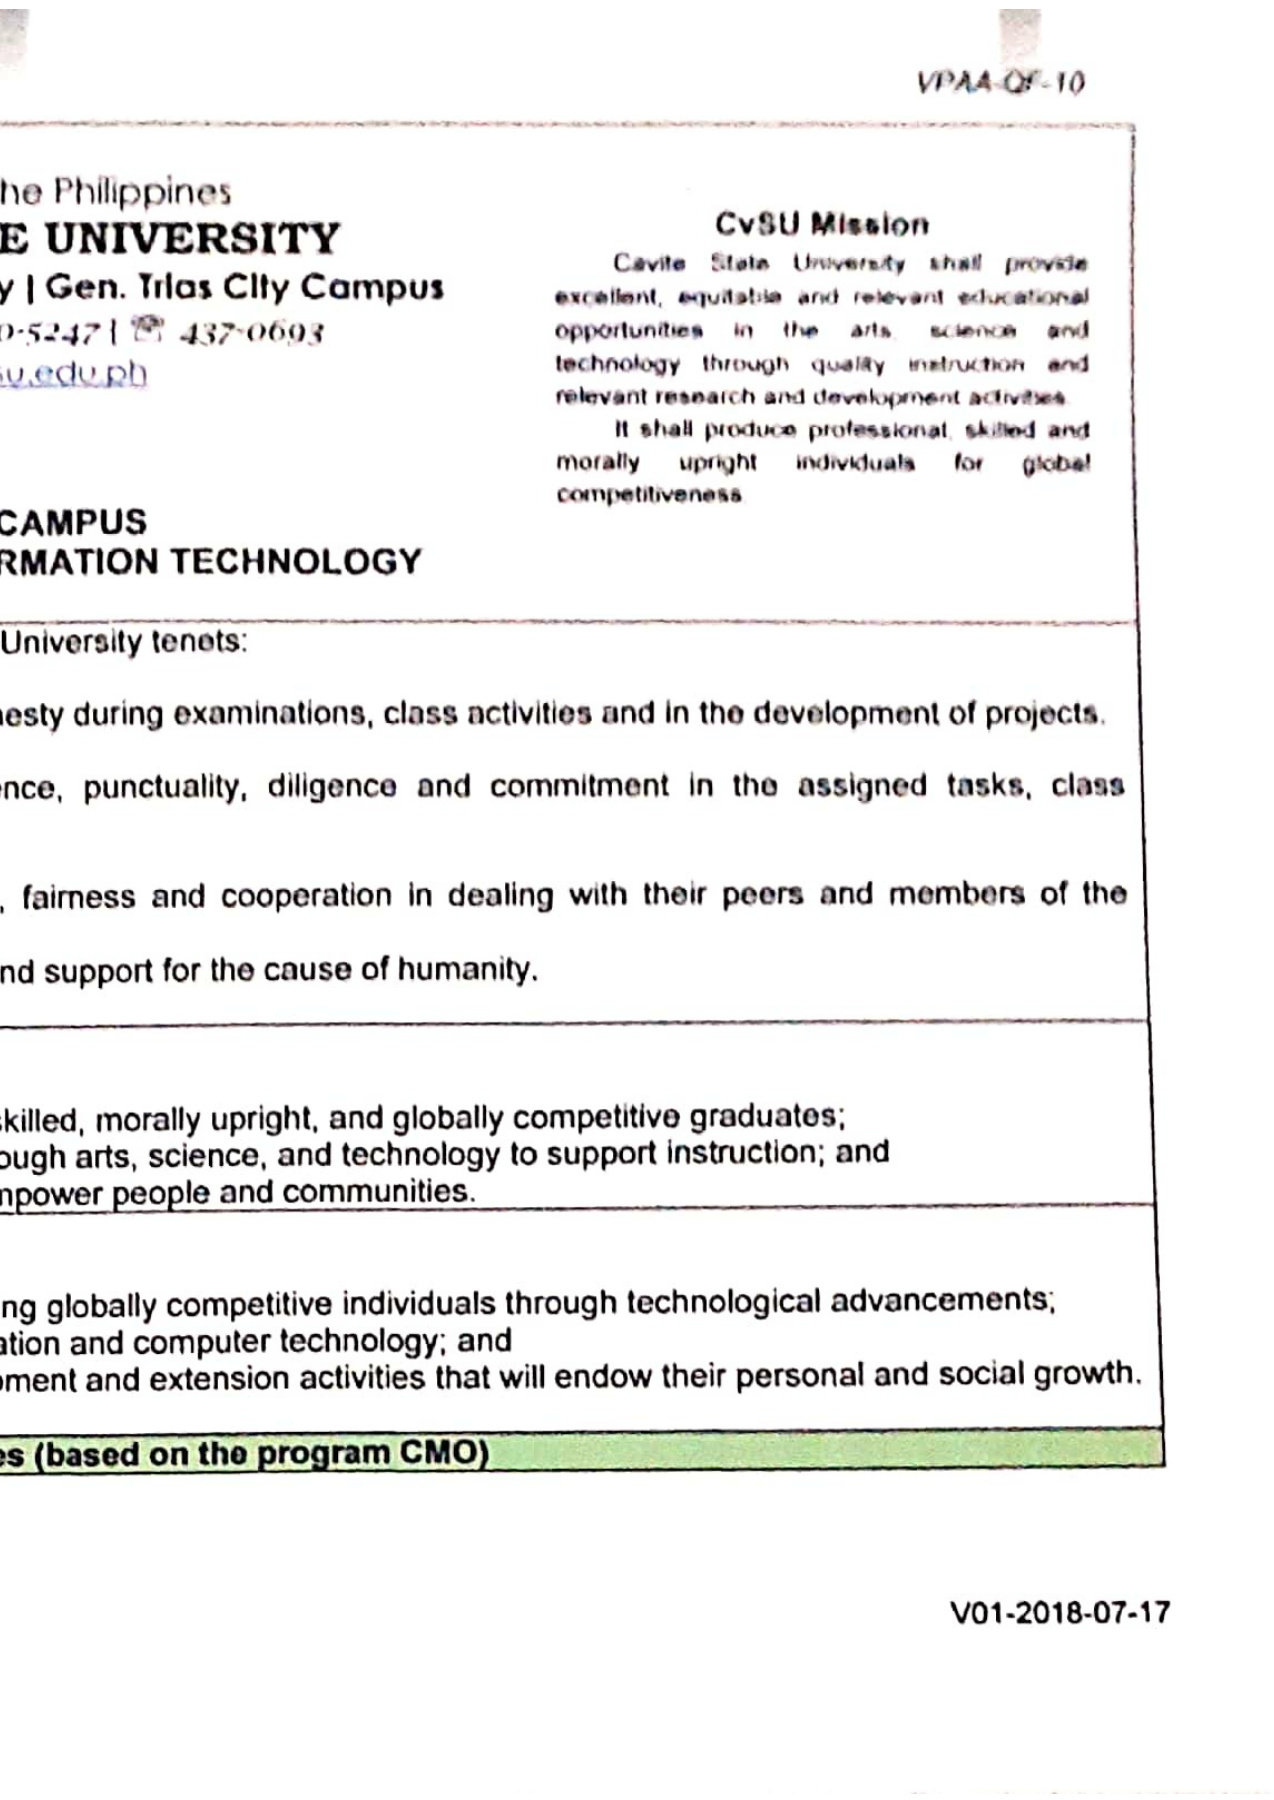 VPAA-QF-10
he Philippines
E UNIVERSITY
y | Gen. Trias City Campus
0-5247 | ☏ 437-0693
su.edu.ph
CvSU Mission
Cavite State University shall provide
excellent, equitable and relevant educational
opportunities in the arts science and
technology through quality instruction and
relevant research and development activities.
It shall produce professional, skilled and
morally upright individuals for global
competitiveness
CAMPUS
RMATION TECHNOLOGY
University tenets:
nesty during examinations, class activities and in the development of projects.
ence, punctuality, diligence and commitment in the assigned tasks, class
, fairness and cooperation in dealing with their peers and members of the
nd support for the cause of humanity.
killed, morally upright, and globally competitive graduates;
ough arts, science, and technology to support instruction; and
mpower people and communities.
ng globally competitive individuals through technological advancements;
ation and computer technology; and
oment and extension activities that will endow their personal and social growth.
es (based on the program CMO)
V01-2018-07-17